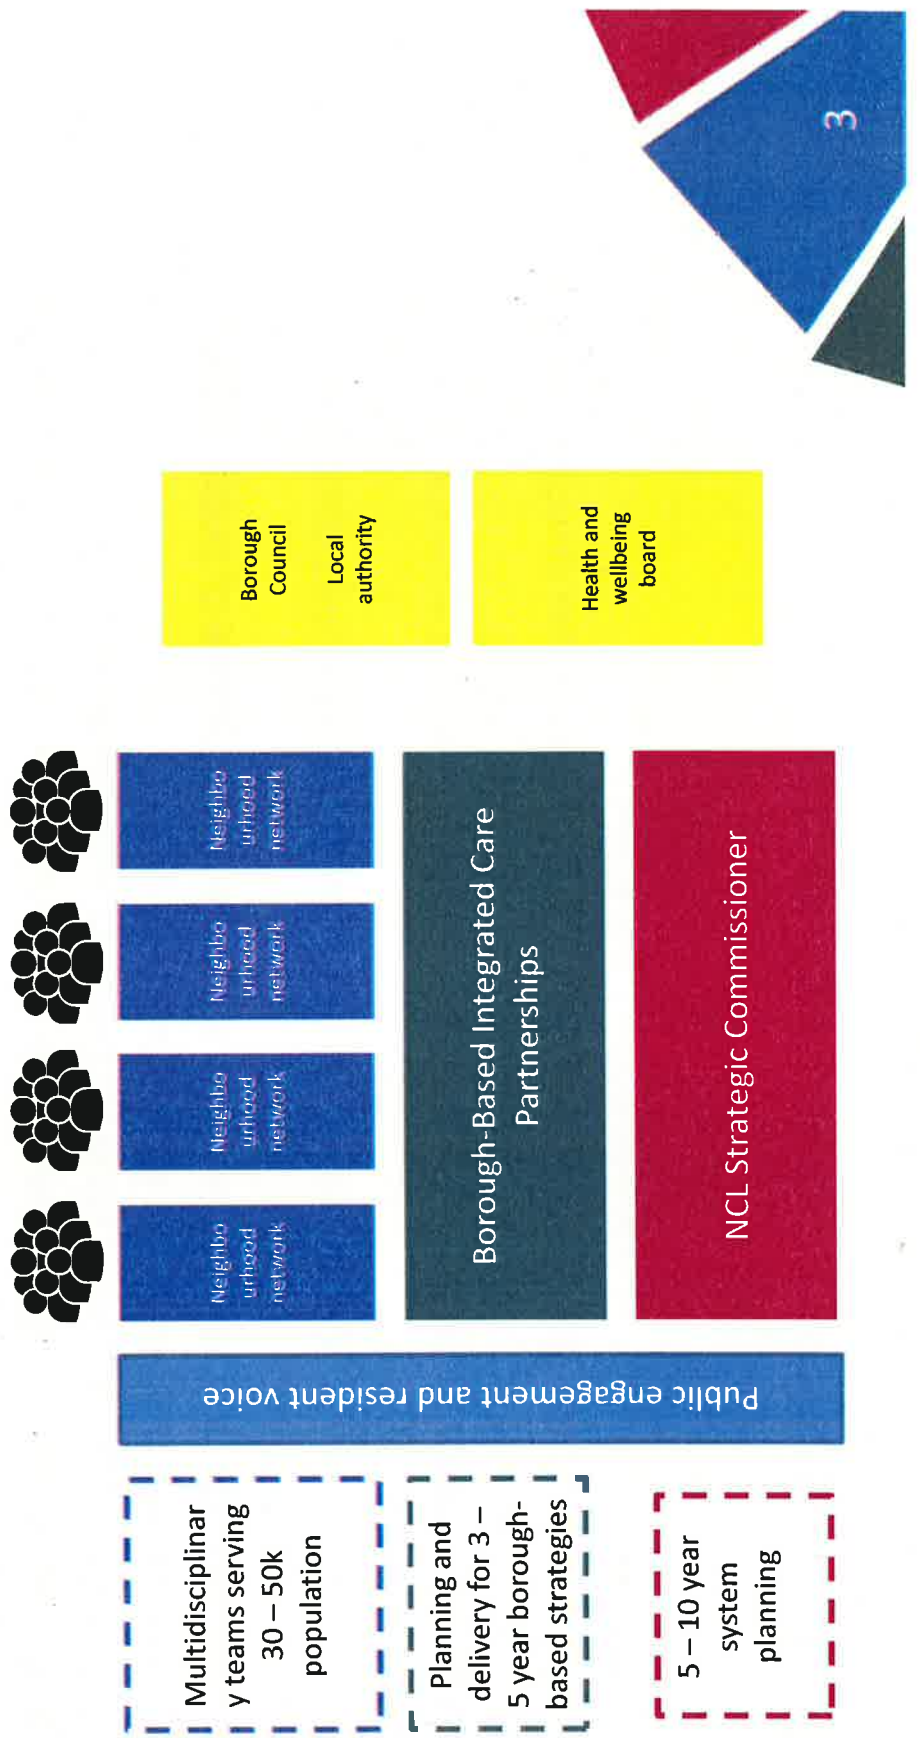 Multidisciplinar
y teams serving
30 – 50k
population
Planning and
delivery for 3 –
5 year borough-
based strategies
5 – 10 year
system
planning
Public engagement and resident voice
Neighbo
urhood
network
Neighbo
urhood
network
Neighbo
urhood
network
Neighbo
urhood
network
Borough-Based Integrated Care
Partnerships
NCL Strategic Commissioner
Borough
Council
Local
authority
Health and
wellbeing
board
3